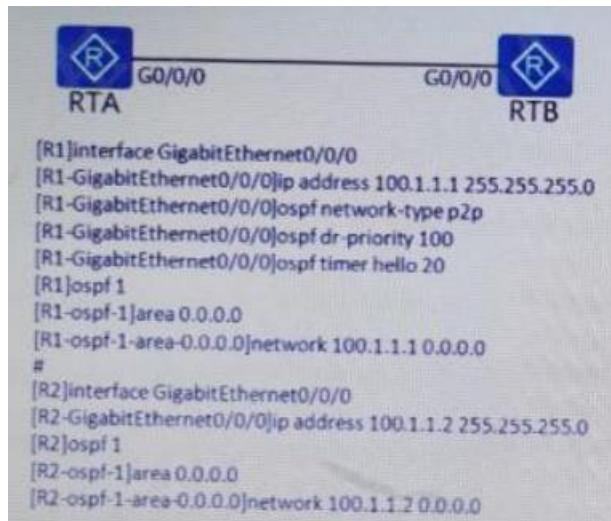 G0/0/0 G0/0/0
RTA RTB
[R1]interface GigabitEthernet0/0/0
[R1-GigabitEthernet0/0/0]ip address 100.1.1.1 255.255.255.0
[R1-GigabitEthernet0/0/0]ospf network-type p2p
[R1-GigabitEthernet0/0/0]ospf dr-priority 100
[R1-GigabitEthernet0/0/0]ospf timer hello 20
[R1]ospf 1
[R1-ospf-1]area 0.0.0.0
[R1-ospf-1-area-0.0.0.0]network 100.1.1.1 0.0.0.0
#
[R2]interface GigabitEthernet0/0/0
[R2-GigabitEthernet0/0/0]ip address 100.1.1.2 255.255.255.0
[R2]ospf 1
[R2-ospf-1]area 0.0.0.0
[R2-ospf-1-area-0.0.0.0]network 100.1.1.2 0.0.0.0